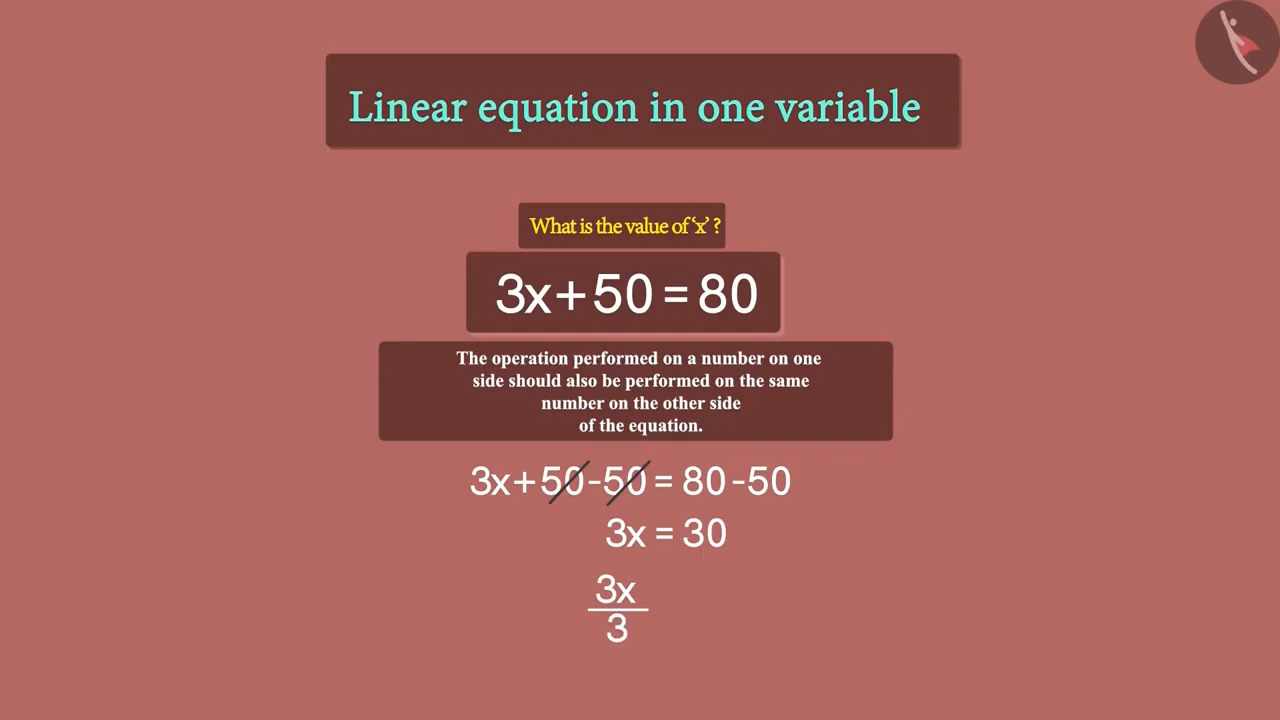 Linear equation in one variable
What is the value of ‘x’ ?
3x+50=80
The operation performed on a number on one
side should also be performed on the same
number on the other side
of the equation.
3x+50-50=80-50
3x=30
3x
3